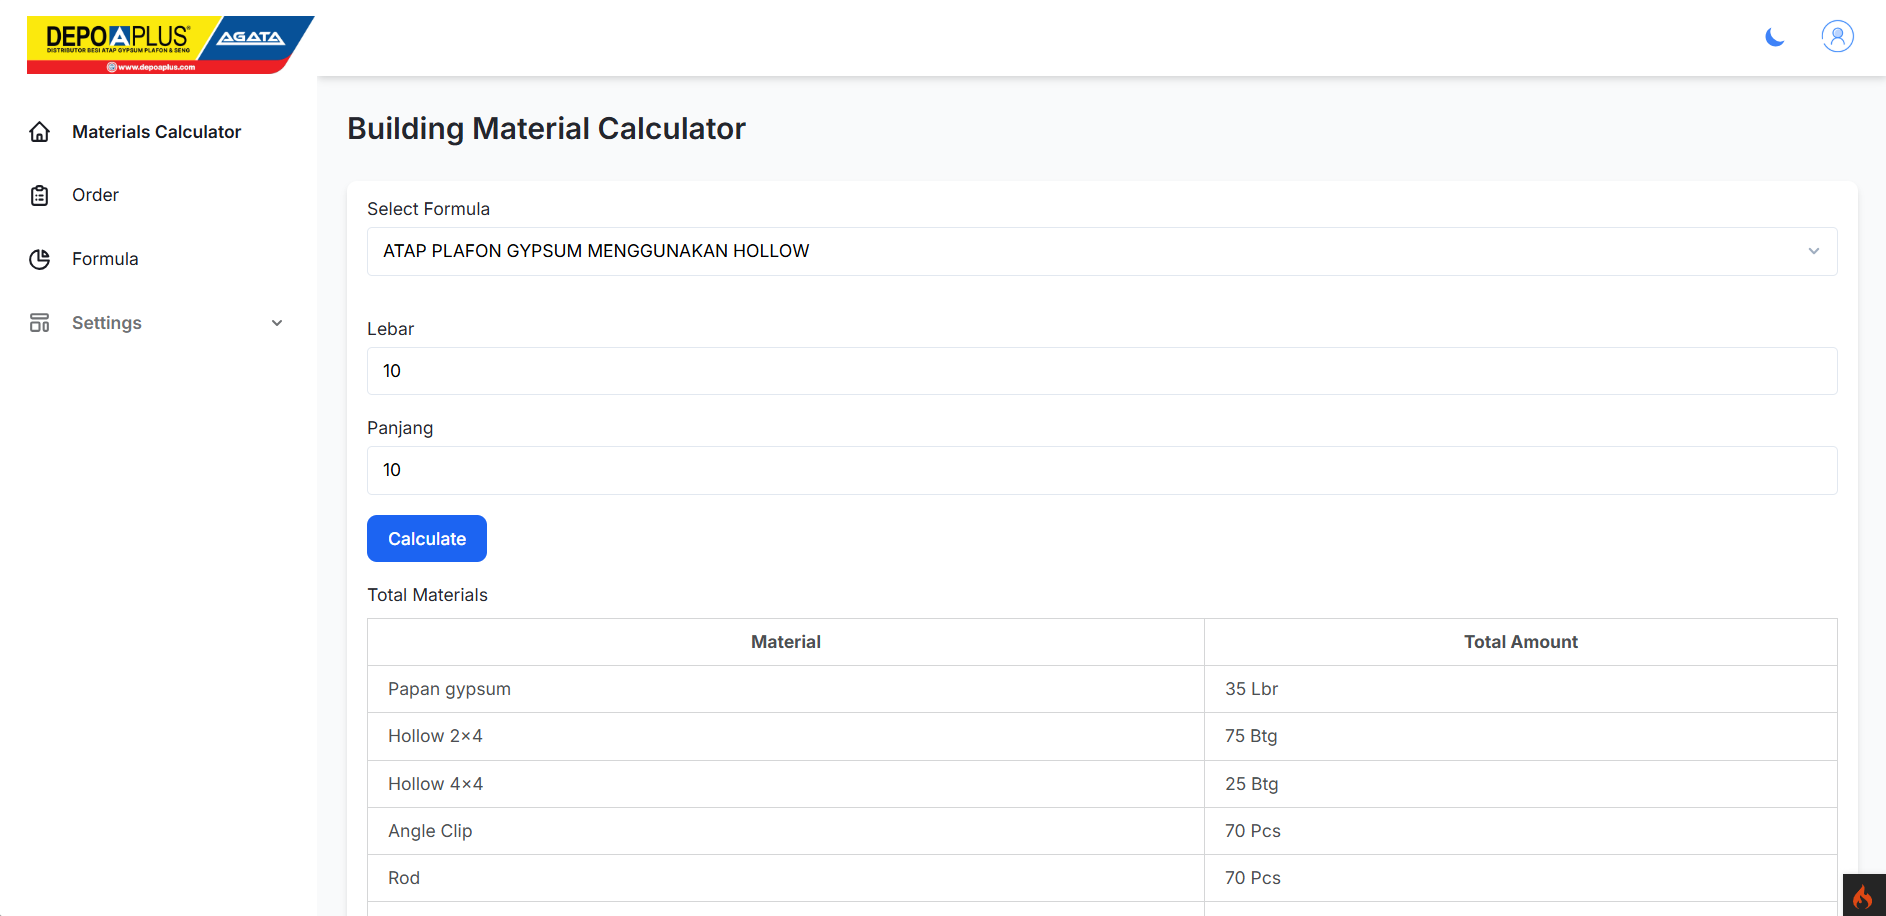 DEPO APLUS®
DISTRIBUTOR BESI ATAP GYPSUM PLAFON & SENG
AGATA
www.depoaplus.com
Materials Calculator
Order
Formula
Settings
Building Material Calculator
Select Formula
ATAP PLAFON GYPSUM MENGGUNAKAN HOLLOW
Lebar
10
Panjang
10
Calculate
Total Materials
Material Total Amount
Papan gypsum 35 Lbr
Hollow 2×4 75 Btg
Hollow 4×4 25 Btg
Angle Clip 70 Pcs
Rod 70 Pcs